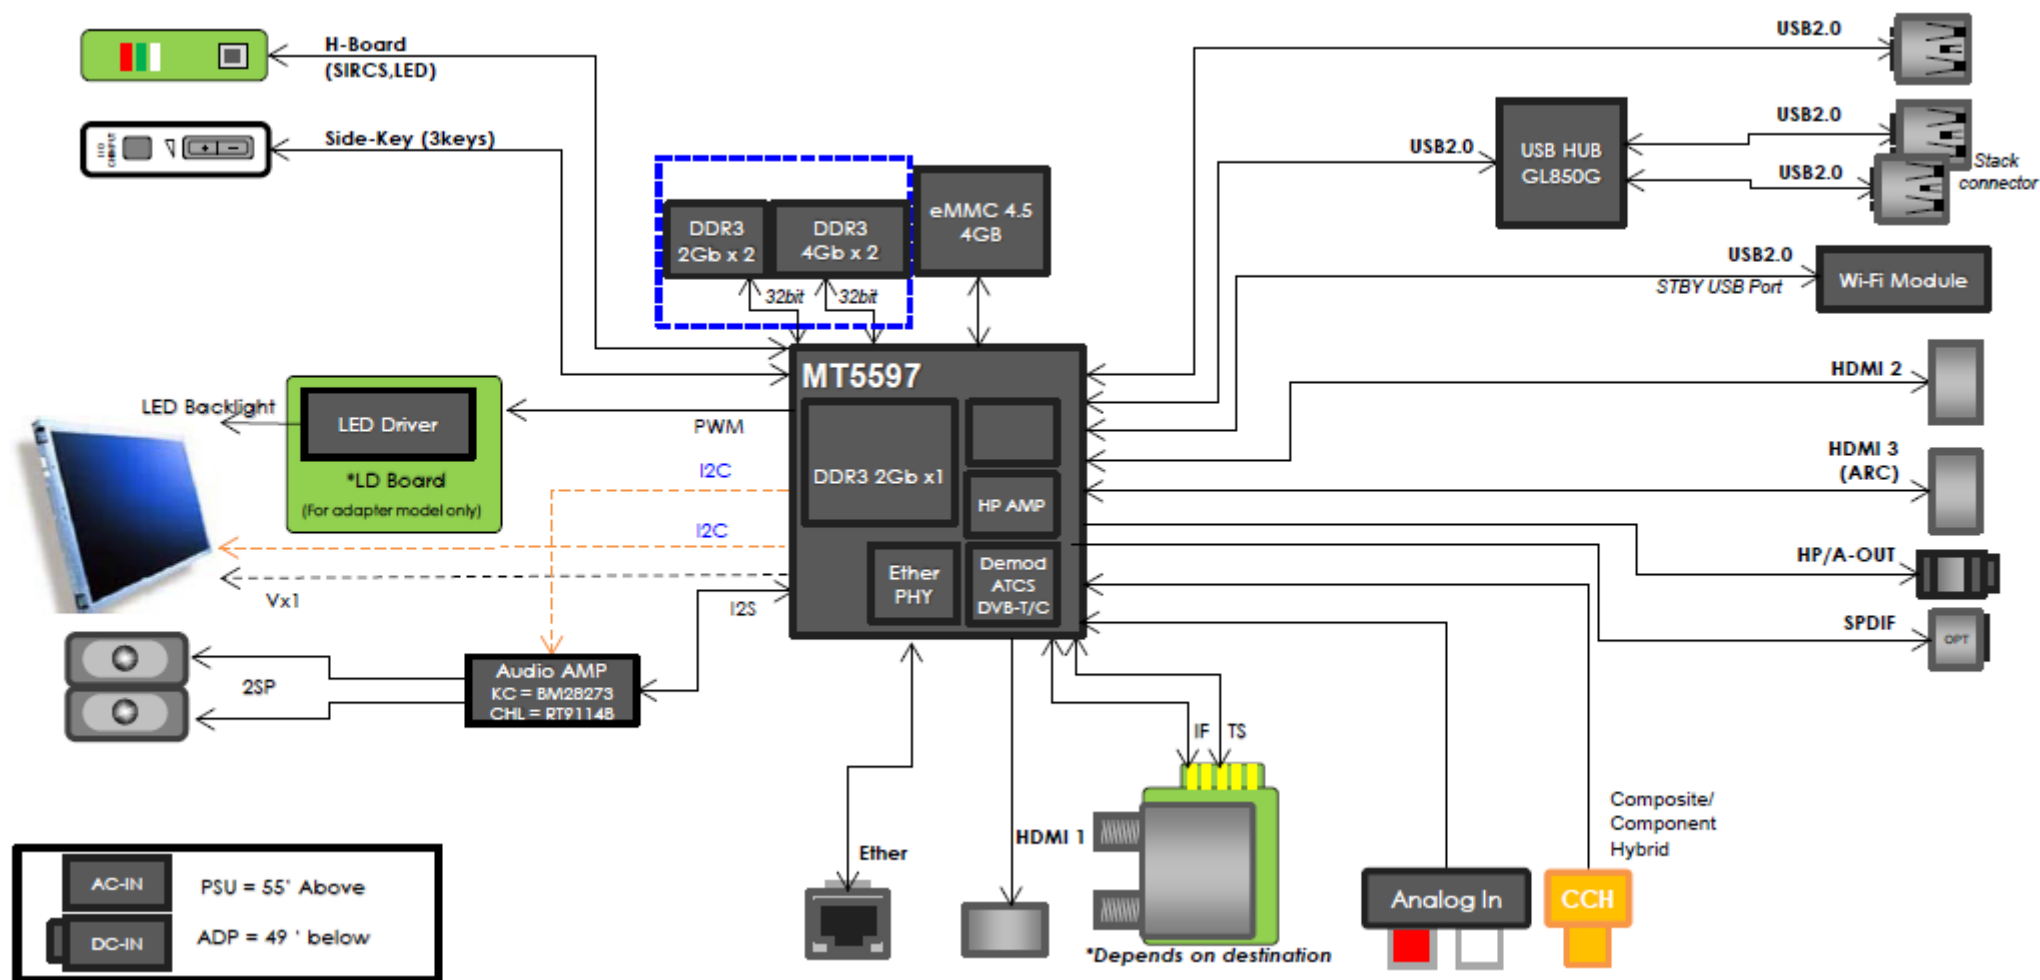 H-Board
(SIRCS,LED)
Side-Key (3keys)
USB2.0
USB2.0
USB HUB
GL850G
USB2.0
USB2.0
Stack
connector
DDR3
2Gb x 2
DDR3
4Gb x 2
eMMC 4.5
4GB
32bit
32bit
USB2.0
STBY USB Port
Wi-Fi Module
MT5597
HDMI 2
LED Backlight
LED Driver
*LD Board
(For adapter model only)
PWM
I2C
I2C
Vx1
I2S
DDR3 2Gb x1
HP AMP
Ether
PHY
Demod
ATCS
DVB-T/C
HDMI 3
(ARC)
HP/A-OUT
SPDIF
OPT
2SP
Audio AMP
KC = BM28273
CHL = RT9114B
IF
TS
Ether
HDMI 1
*Depends on destination
Composite/
Component
Hybrid
Analog In
CCH
AC-IN
PSU = 55' Above
DC-IN
ADP = 49 ' below